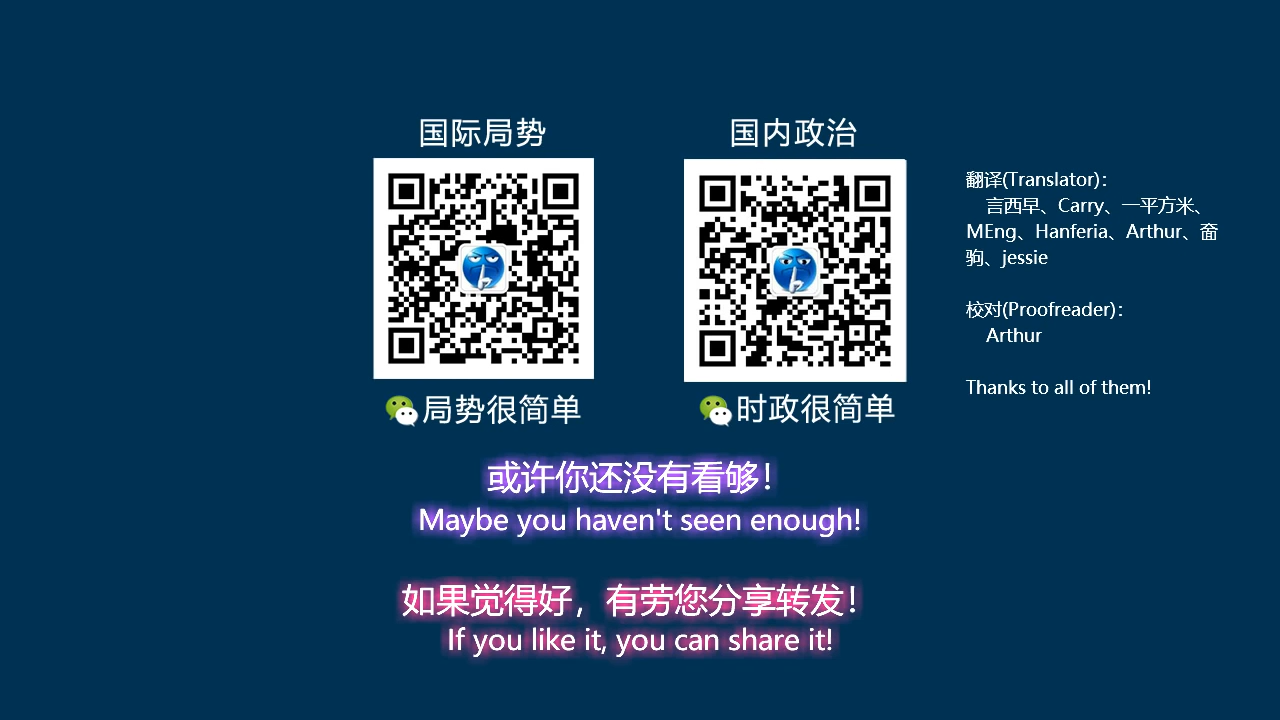 国际局势
国内政治
局势很简单
时政很简单
翻译(Translator):
言西早、Carry、一平方米、
MEng、Hanferia、Arthur、奋
驹、jessie
校对(Proofreader):
Arthur
Thanks to all of them!
或许你还没有看够!
Maybe you haven't seen enough!
如果觉得好，有劳您分享转发!
If you like it, you can share it!